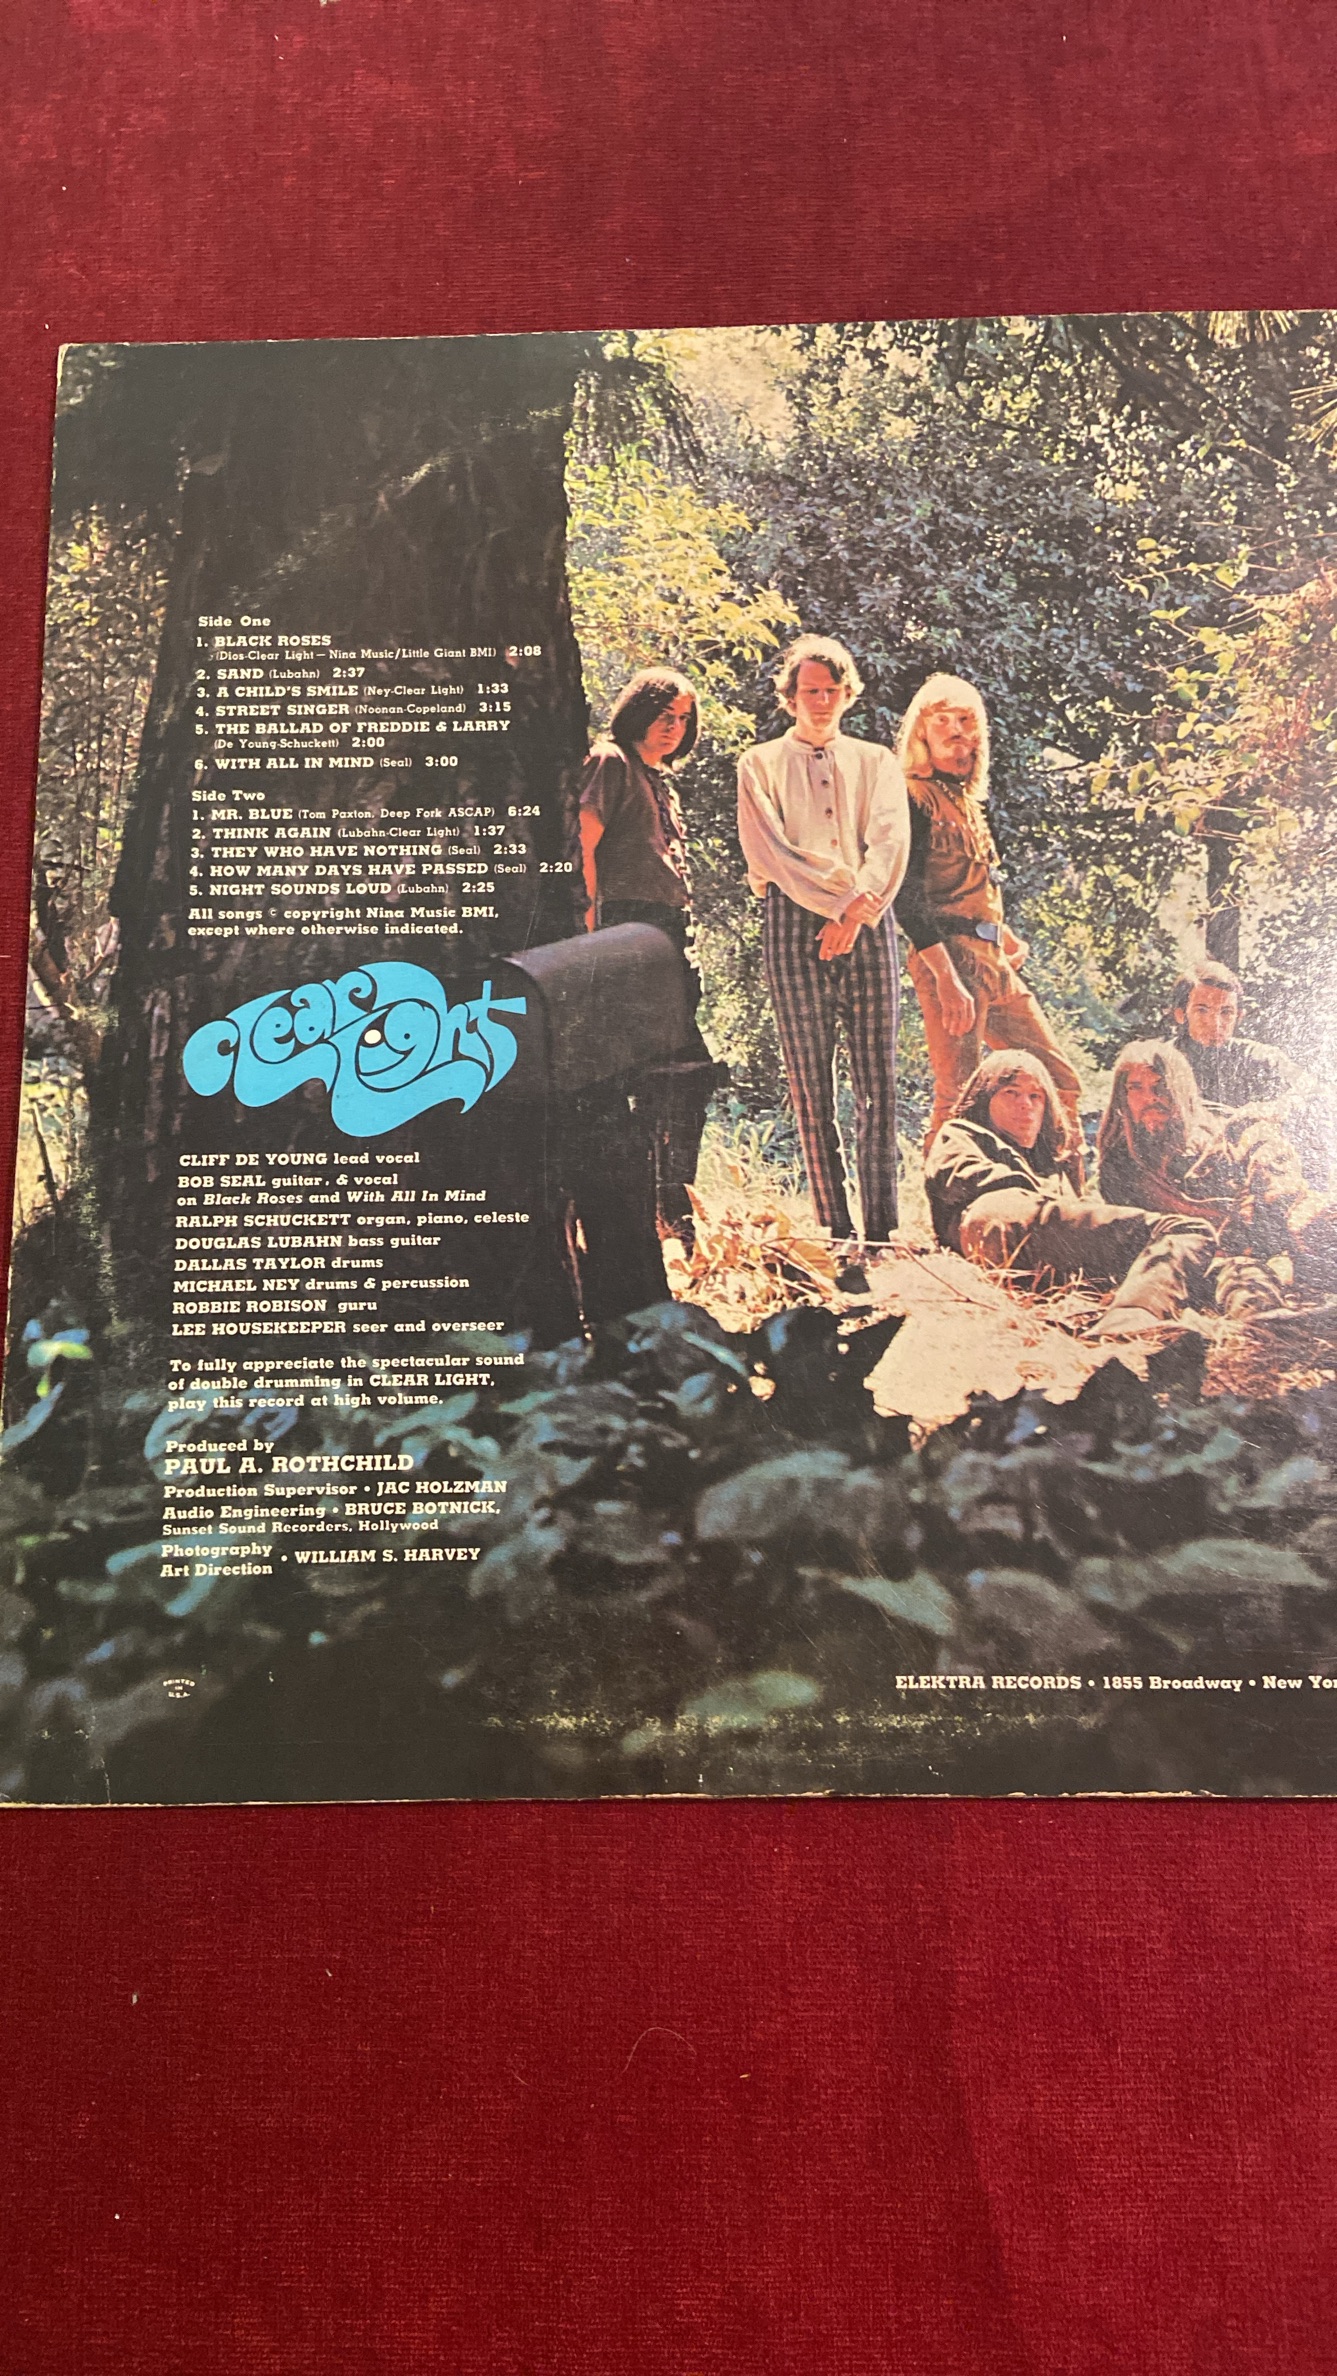 Side One
1. BLACK ROSES
(Dios-Clear Light — Nina Music/Little Giant BMI) 2:08
2. SAND (Lubahn) 2:37
3. A CHILD'S SMILE (Ney-Clear Light) 1:33
4. STREET SINGER (Noonan-Copeland) 3:15
5. THE BALLAD OF FREDDIE & LARRY
(De Young-Schuckett) 2:00
6. WITH ALL IN MIND (Seal) 3:00
Side Two
1. MR. BLUE (Tom Paxton, Deep Fork ASCAP) 6:24
2. THINK AGAIN (Lubahn-Clear Light) 1:37
3. THEY WHO HAVE NOTHING (Seal) 2:33
4. HOW MANY DAYS HAVE PASSED (Seal) 2:20
5. NIGHT SOUNDS LOUD (Lubahn) 2:25
All songs © copyright Nina Music BMI,
except where otherwise indicated.
clear light
CLIFF DE YOUNG lead vocal
BOB SEAL guitar, & vocal
on Black Roses and With All In Mind
RALPH SCHUCKETT organ, piano, celeste
DOUGLAS LUBAHN bass guitar
DALLAS TAYLOR drums
MICHAEL NEY drums & percussion
ROBBIE ROBISON guru
LEE HOUSEKEEPER seer and overseer
To fully appreciate the spectacular sound
of double drumming in CLEAR LIGHT,
play this record at high volume.
Produced by
PAUL A. ROTHCHILD
Production Supervisor • JAC HOLZMAN
Audio Engineering • BRUCE BOTNICK,
Sunset Sound Recorders, Hollywood
Photography
Art Direction • WILLIAM S. HARVEY
PRINTED
IN
U.S.A.
ELEKTRA RECORDS • 1855 Broadway • New Yor